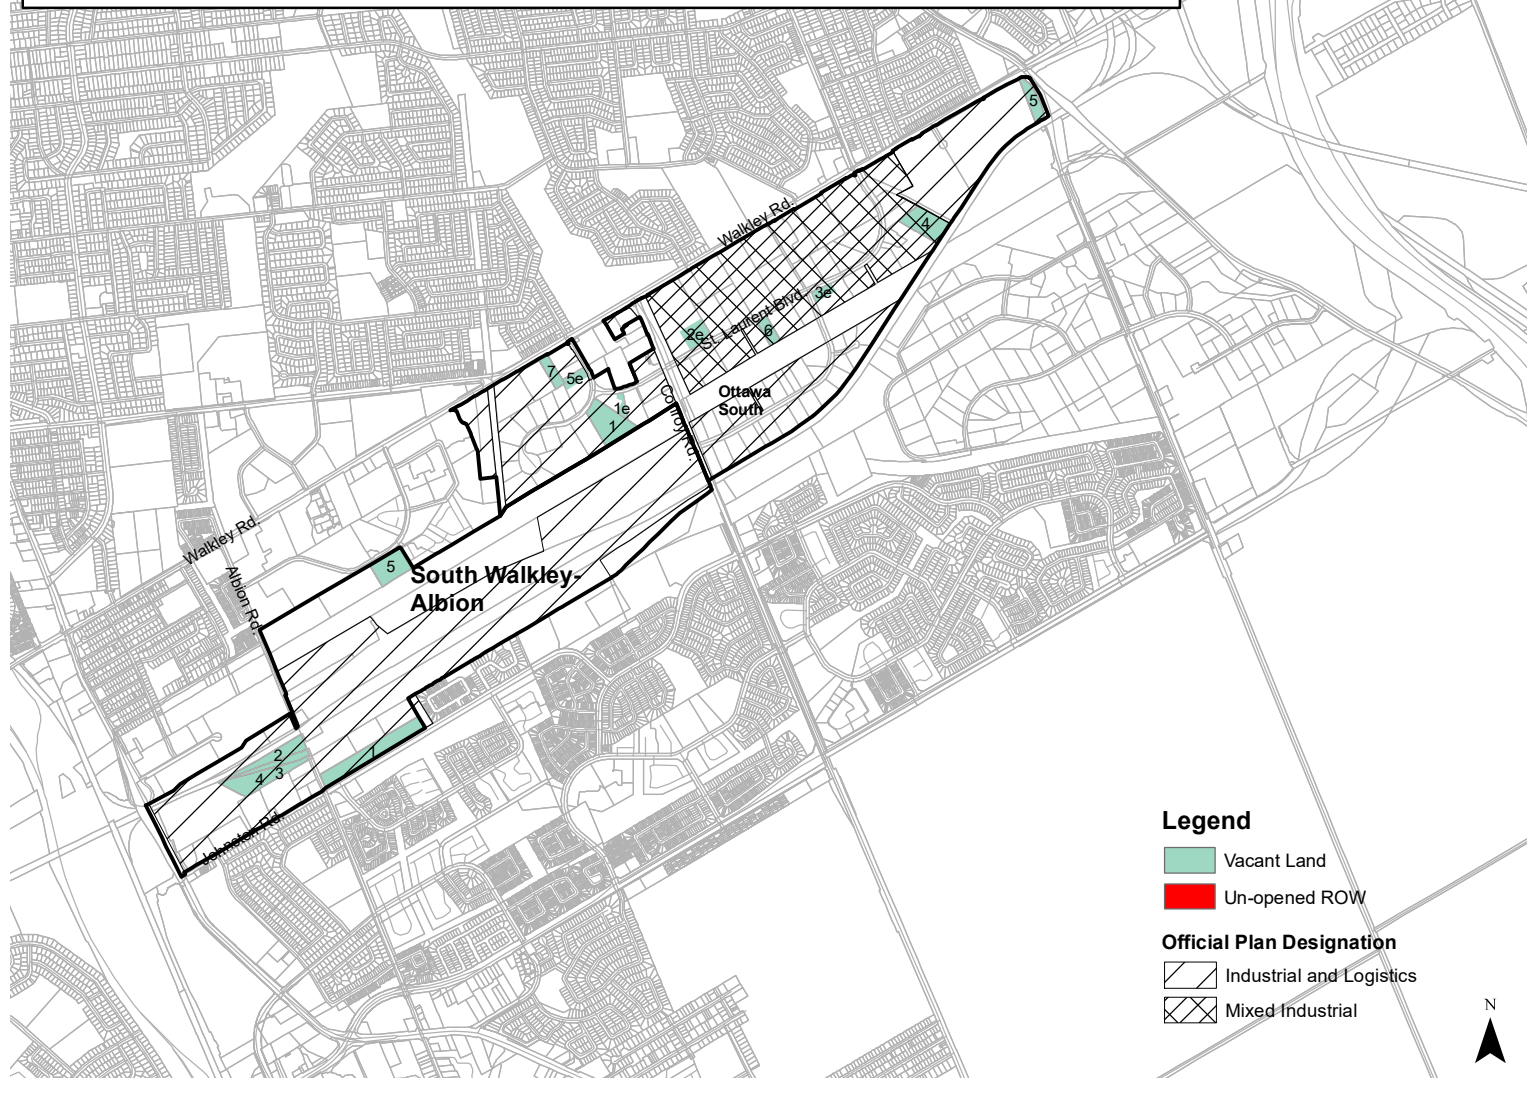 5
Walkley Rd.
4
3e
St. Laurent Blvd.
2e
6
7
5e
Ottawa
South
1e
1
Conroy Rd.
Walkley Rd.
5
South Walkley-
Albion
Albion Rd.
2
4
3
1
Johnston Rd.
Legend
Vacant Land
Un-opened ROW
Official Plan Designation
Industrial and Logistics
Mixed Industrial
N